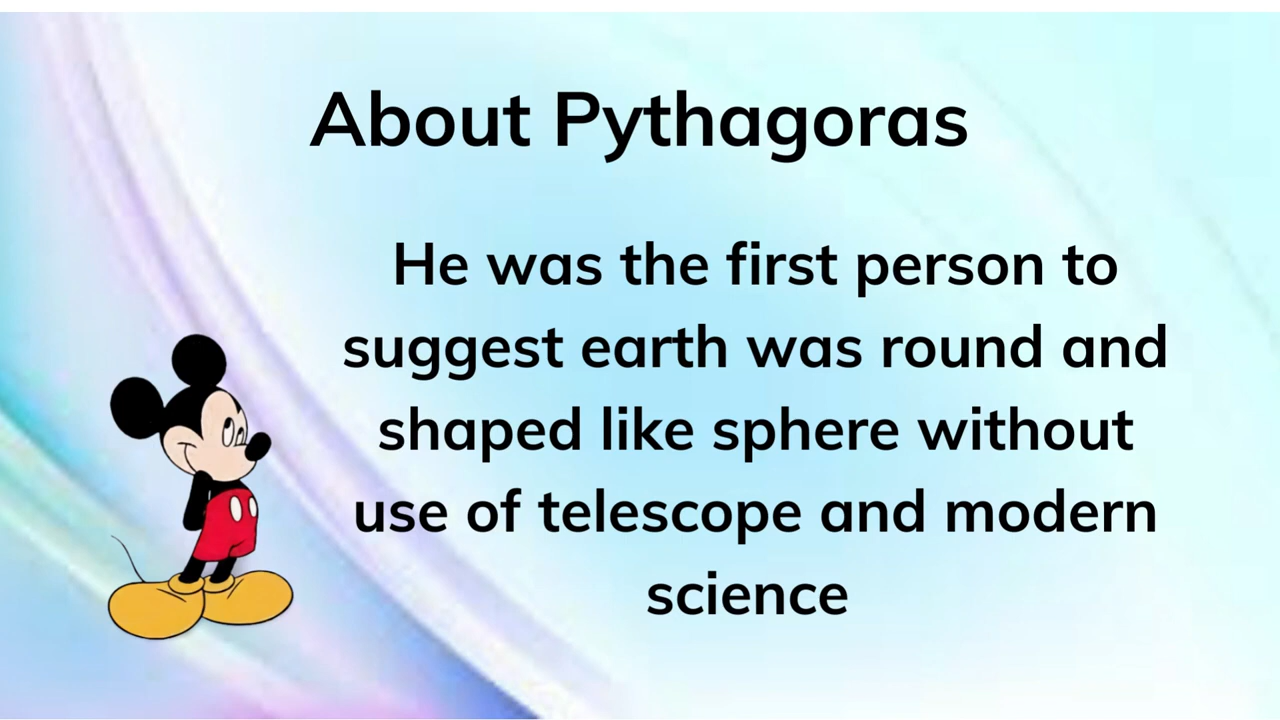 About Pythagoras
He was the first person to
suggest earth was round and
shaped like sphere without
use of telescope and modern
science